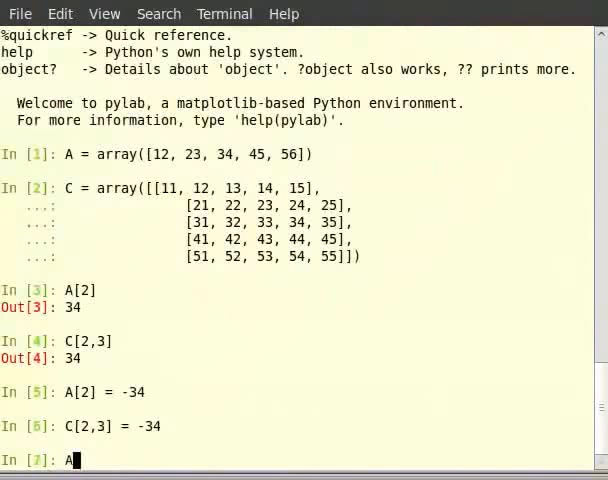 File Edit View Search Terminal Help
%quickref -> Quick reference.
help      -> Python's own help system.
object?   -> Details about 'object'. ?object also works, ?? prints more.
  Welcome to pylab, a matplotlib-based Python environment.
  For more information, type 'help(pylab)'.
In [1]: A = array([12, 23, 34, 45, 56])
In [2]: C = array([[11, 12, 13, 14, 15],
   ...:                [21, 22, 23, 24, 25],
   ...:                [31, 32, 33, 34, 35],
   ...:                [41, 42, 43, 44, 45],
   ...:                [51, 52, 53, 54, 55]])
In [3]: A[2]
Out[3]: 34
In [4]: C[2,3]
Out[4]: 34
In [5]: A[2] = -34
In [6]: C[2,3] = -34
In [7]: A